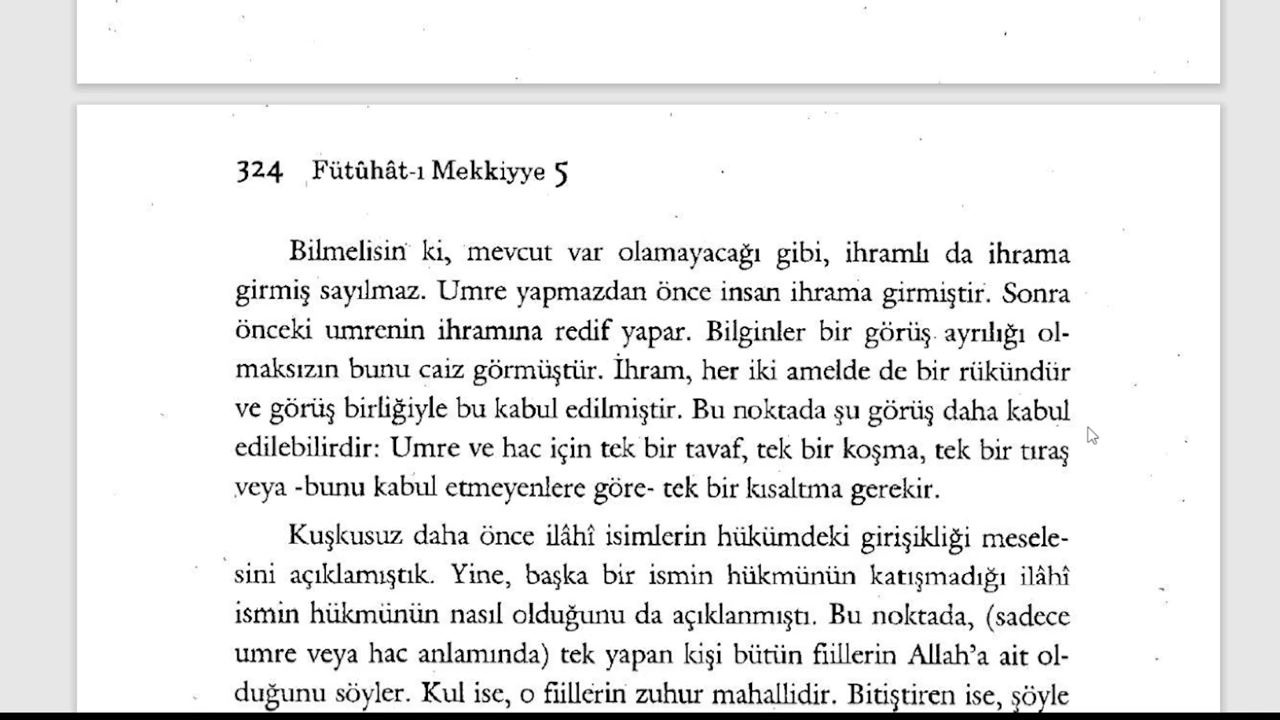 324 Fütûhât-ı Mekkiyye 5
Bilmelisin ki, mevcut var olamayacağı gibi, ihramlı da ihrama
girmiş sayılmaz. Umre yapmazdan önce insan ihrama girmiştir. Sonra
önceki umrenin ihramına redif yapar. Bilginler bir görüş ayrılığı ol-
maksızın bunu caiz görmüştür. İhram, her iki amelde de bir rükündür
ve görüş birliğiyle bu kabul edilmiştir. Bu noktada şu görüş daha kabul
edilebilirdir: Umre ve hac için tek bir tavaf, tek bir koşma, tek bir tıraş
veya -bunu kabul etmeyenlere göre- tek bir kısaltma gerekir.
Kuşkusuz daha önce ilâhî isimlerin hükümdeki girişikliği mesele-
sini açıklamıştık. Yine, başka bir ismin hükmünün katışmadığı ilâhî
ismin hükmünün nasıl olduğunu da açıklanmıştı. Bu noktada, (sadece
umre veya hac anlamında) tek yapan kişi bütün fiillerin Allah'a ait ol-
duğunu söyler. Kul ise, o fiillerin zuhur mahallidir. Bitiştiren ise, şöyle